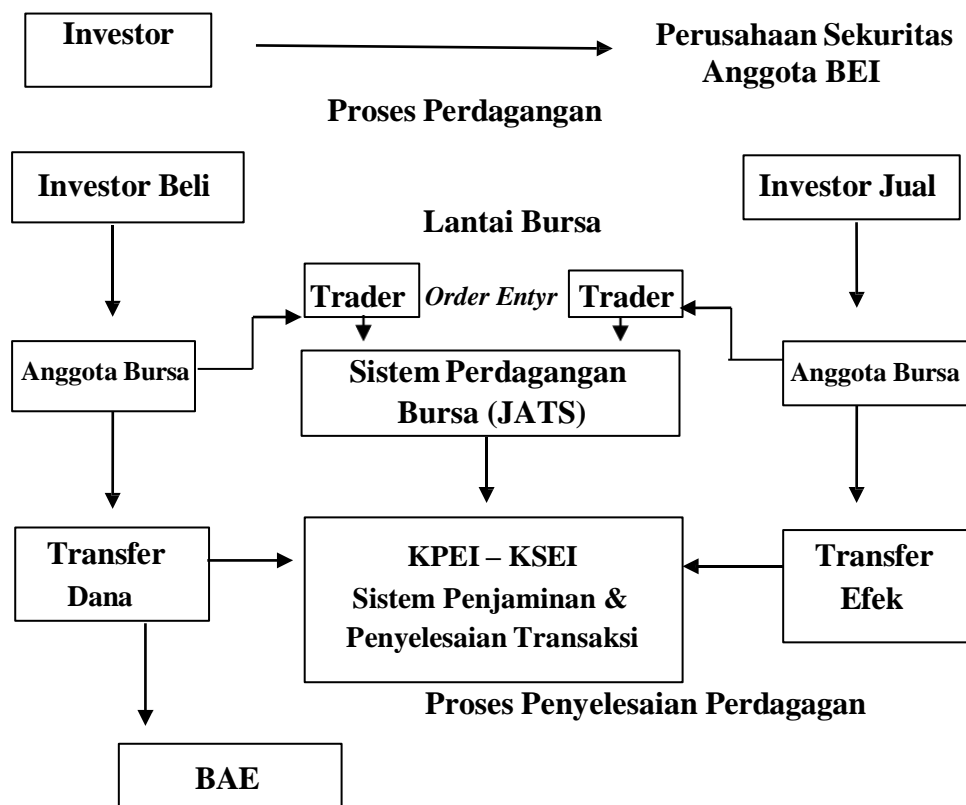 Investor
Perusahaan Sekuritas
Anggota BEI
Proses Perdagangan
Investor Beli
Investor Jual
Lantai Bursa
Trader
Order Entyr
Trader
Anggota Bursa
Sistem Perdagangan
Bursa (JATS)
Anggota Bursa
Transfer
Dana
KPEI – KSEI
Sistem Penjaminan &
Penyelesaian Transaksi
Transfer
Efek
Proses Penyelesaian Perdagagan
BAE